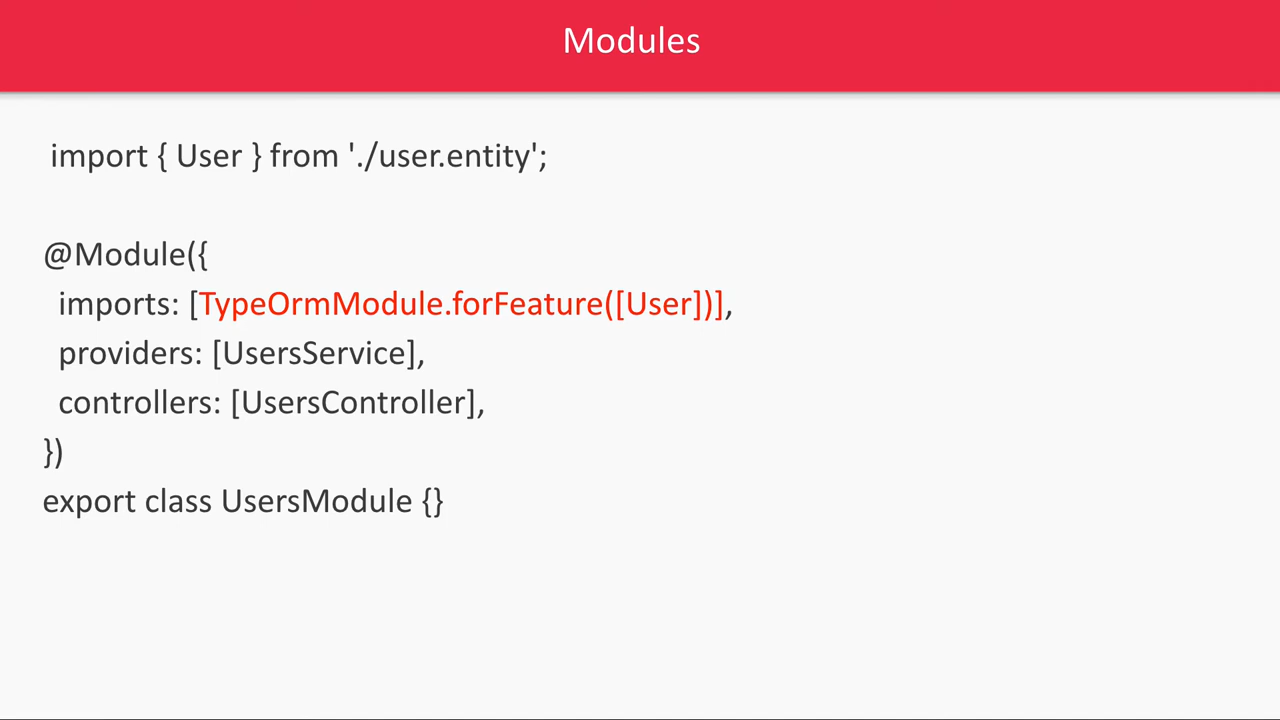 Modules
import { User } from './user.entity';
@Module({
imports: [TypeOrmModule.forFeature([User])],
providers: [UsersService],
controllers: [UsersController],
})
export class UsersModule {}